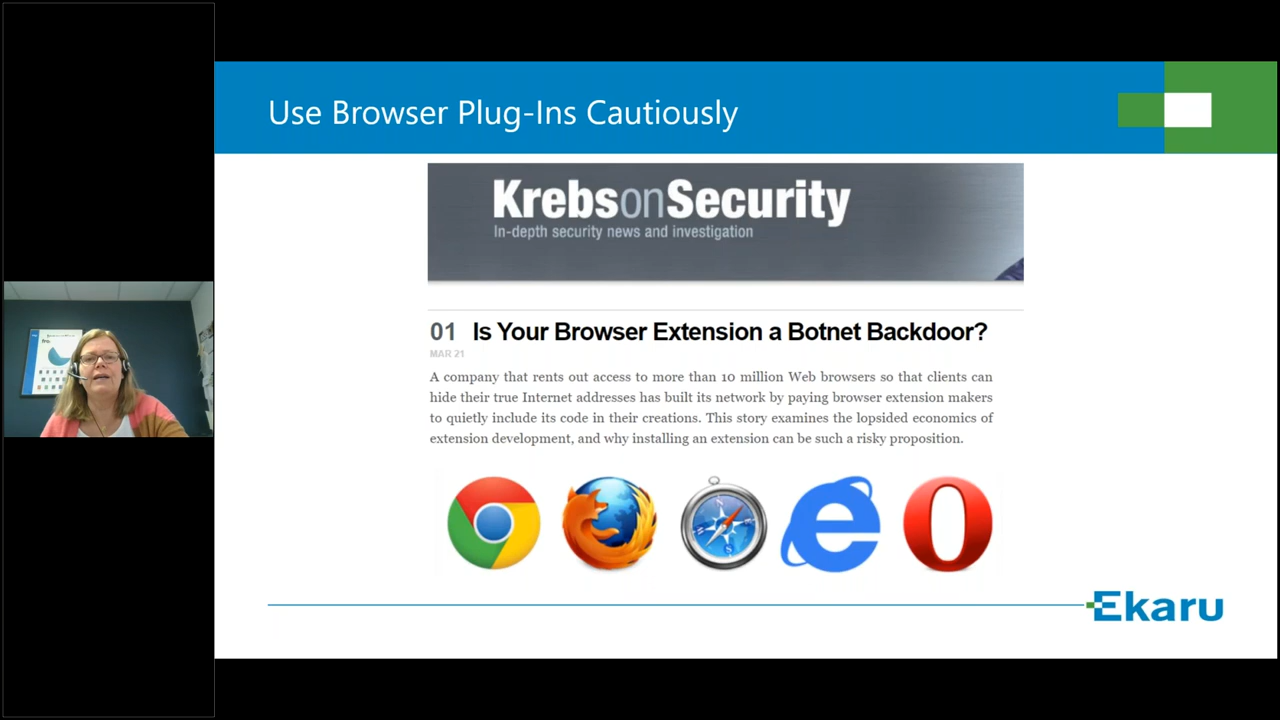 Use Browser Plug-Ins Cautiously
KrebsonSecurity
In-depth security news and investigation
01 Is Your Browser Extension a Botnet Backdoor?
MAR 21
A company that rents out access to more than 10 million Web browsers so that clients can
hide their true Internet addresses has built its network by paying browser extension makers
to quietly include its code in their creations. This story examines the lopsided economics of
extension development, and why installing an extension can be such a risky proposition.
Ekaru